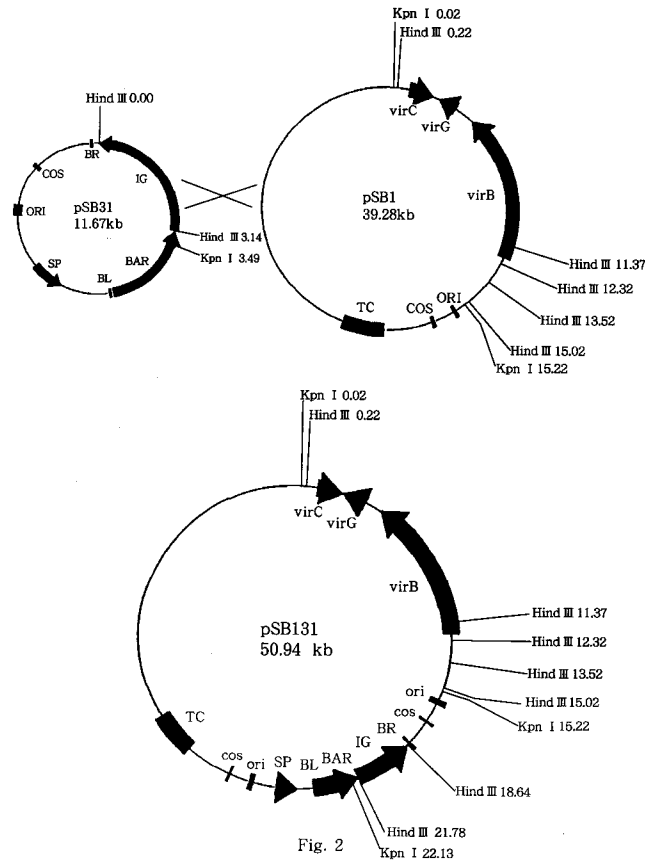 Kpn I 0.02
Hind III 0.22
virC
virG
virB
pSB1
39.28kb
Hind III 11.37
Hind III 12.32
Hind III 13.52
Hind III 15.02
Kpn I 15.22
ORI
COS
TC
Hind III 0.00
BR
COS
IG
pSB31
11.67kb
ORI
Hind III 3.14
Kpn I 3.49
SP
BL
BAR
Kpn I 0.02
Hind III 0.22
virC
virG
virB
pSB131
50.94 kb
Hind III 11.37
Hind III 12.32
Hind III 13.52
Hind III 15.02
Kpn I 15.22
ori
cos
BR
IG
BAR
BL
SP
ori
cos
TC
Hind III 18.64
Hind III 21.78
Kpn I 22.13
Fig. 2